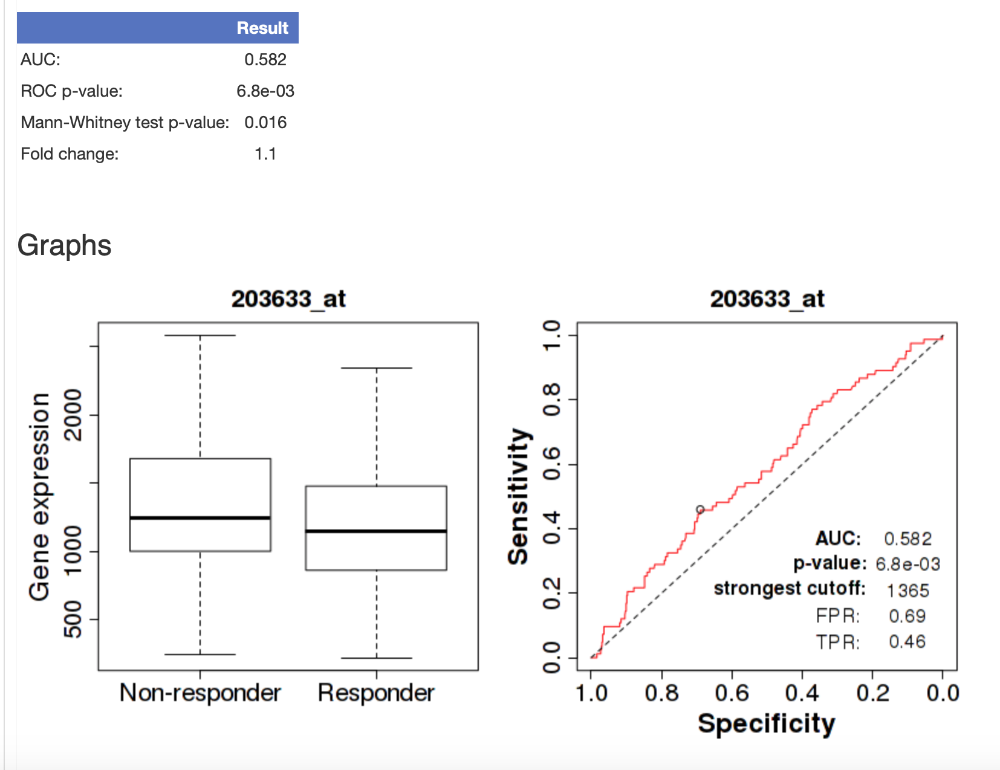 Result
AUC: 0.582
ROC p-value: 6.8e-03
Mann-Whitney test p-value: 0.016
Fold change: 1.1
Graphs
203633_at
Gene expression
2000
1000
500
Non-responder Responder
203633_at
Sensitivity
1.0
0.8
0.6
0.4
0.2
0.0
AUC: 0.582
p-value: 6.8e-03
strongest cutoff: 1365
FPR: 0.69
TPR: 0.46
1.0 0.8 0.6 0.4 0.2 0.0
Specificity